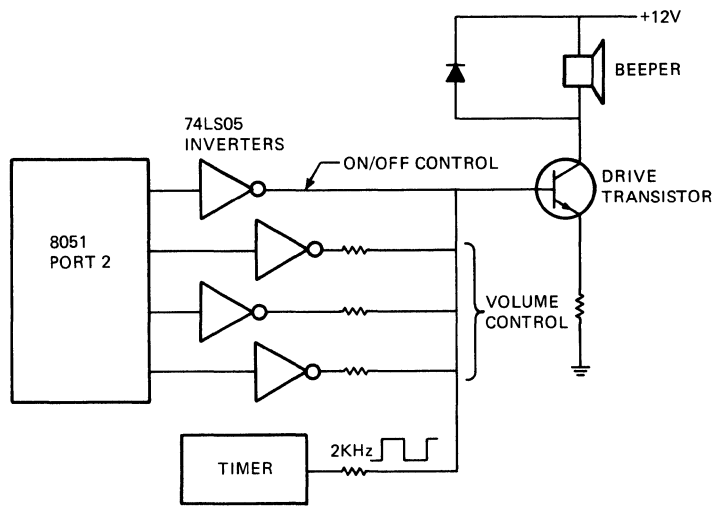 +12V
BEEPER
74LS05
INVERTERS
ON/OFF CONTROL
DRIVE
TRANSISTOR
8051
PORT 2
VOLUME
CONTROL
2KHz
TIMER